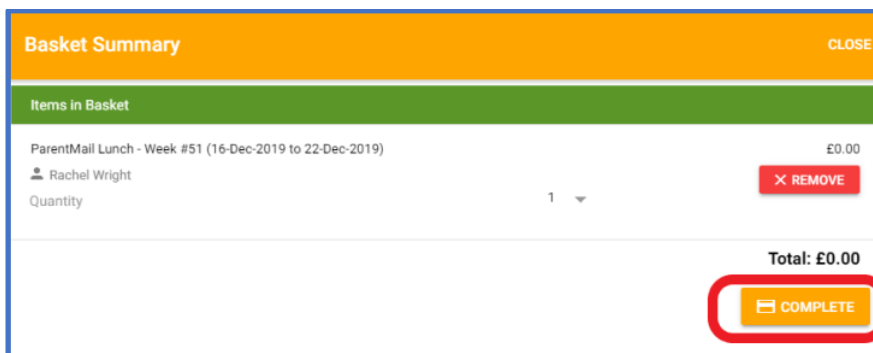 Basket Summary
CLOSE
Items in Basket
ParentMail Lunch - Week #51 (16-Dec-2019 to 22-Dec-2019)
£0.00
Rachel Wright
REMOVE
Quantity
1
Total: £0.00
COMPLETE